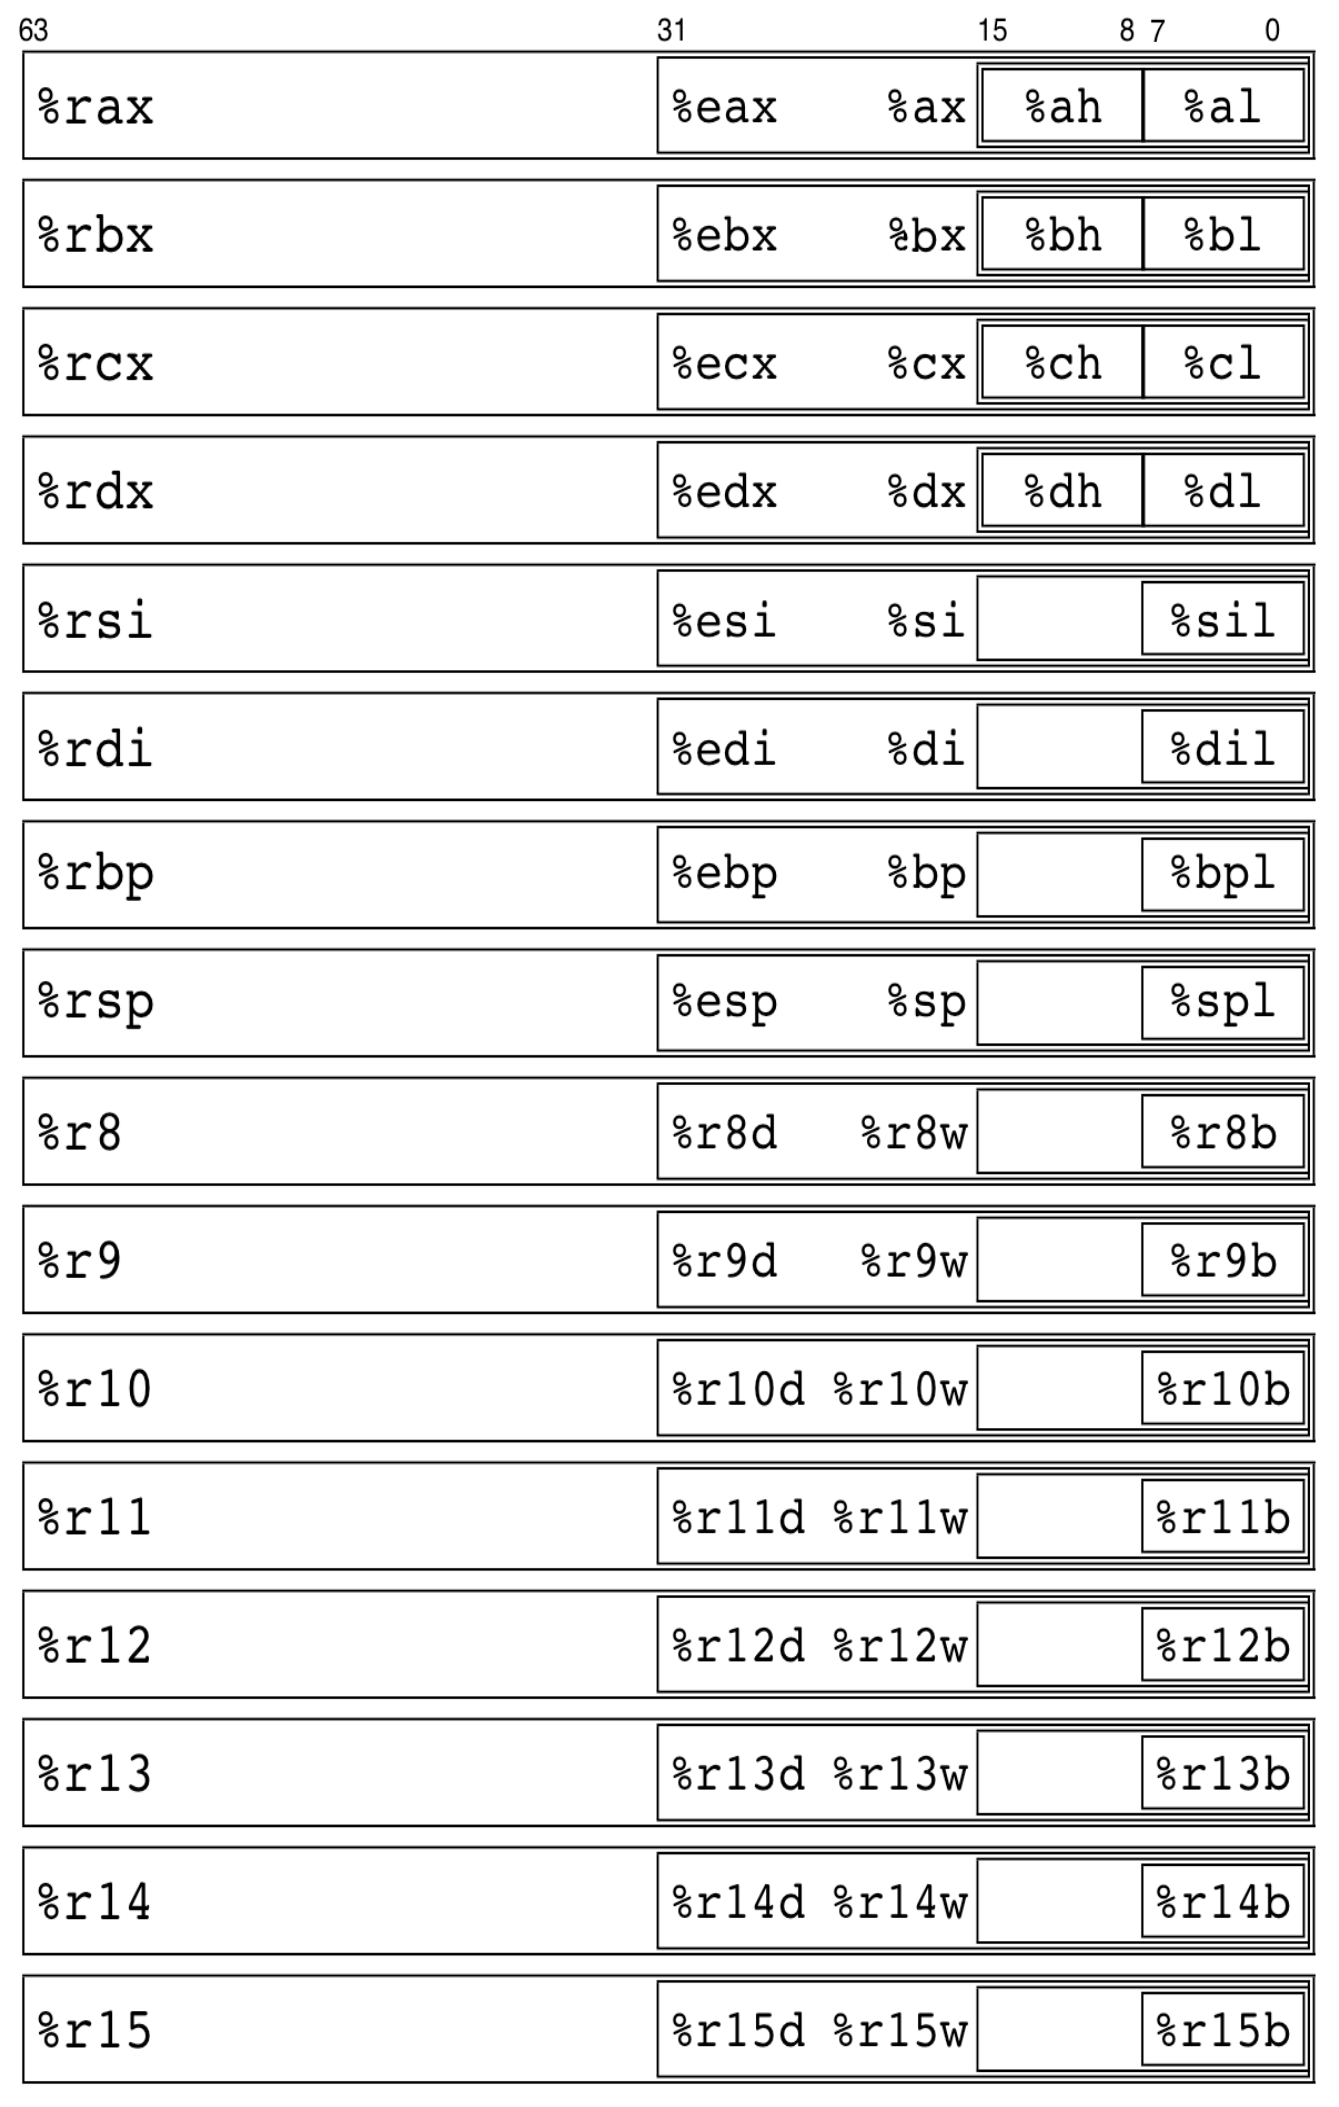 63 31 15 8 7 0
%rax %eax %ax %ah %al
%rbx %ebx %bx %bh %bl
%rcx %ecx %cx %ch %cl
%rdx %edx %dx %dh %dl
%rsi %esi %si %sil
%rdi %edi %di %dil
%rbp %ebp %bp %bpl
%rsp %esp %sp %spl
%r8 %r8d %r8w %r8b
%r9 %r9d %r9w %r9b
%r10 %r10d %r10w %r10b
%r11 %r11d %r11w %r11b
%r12 %r12d %r12w %r12b
%r13 %r13d %r13w %r13b
%r14 %r14d %r14w %r14b
%r15 %r15d %r15w %r15b